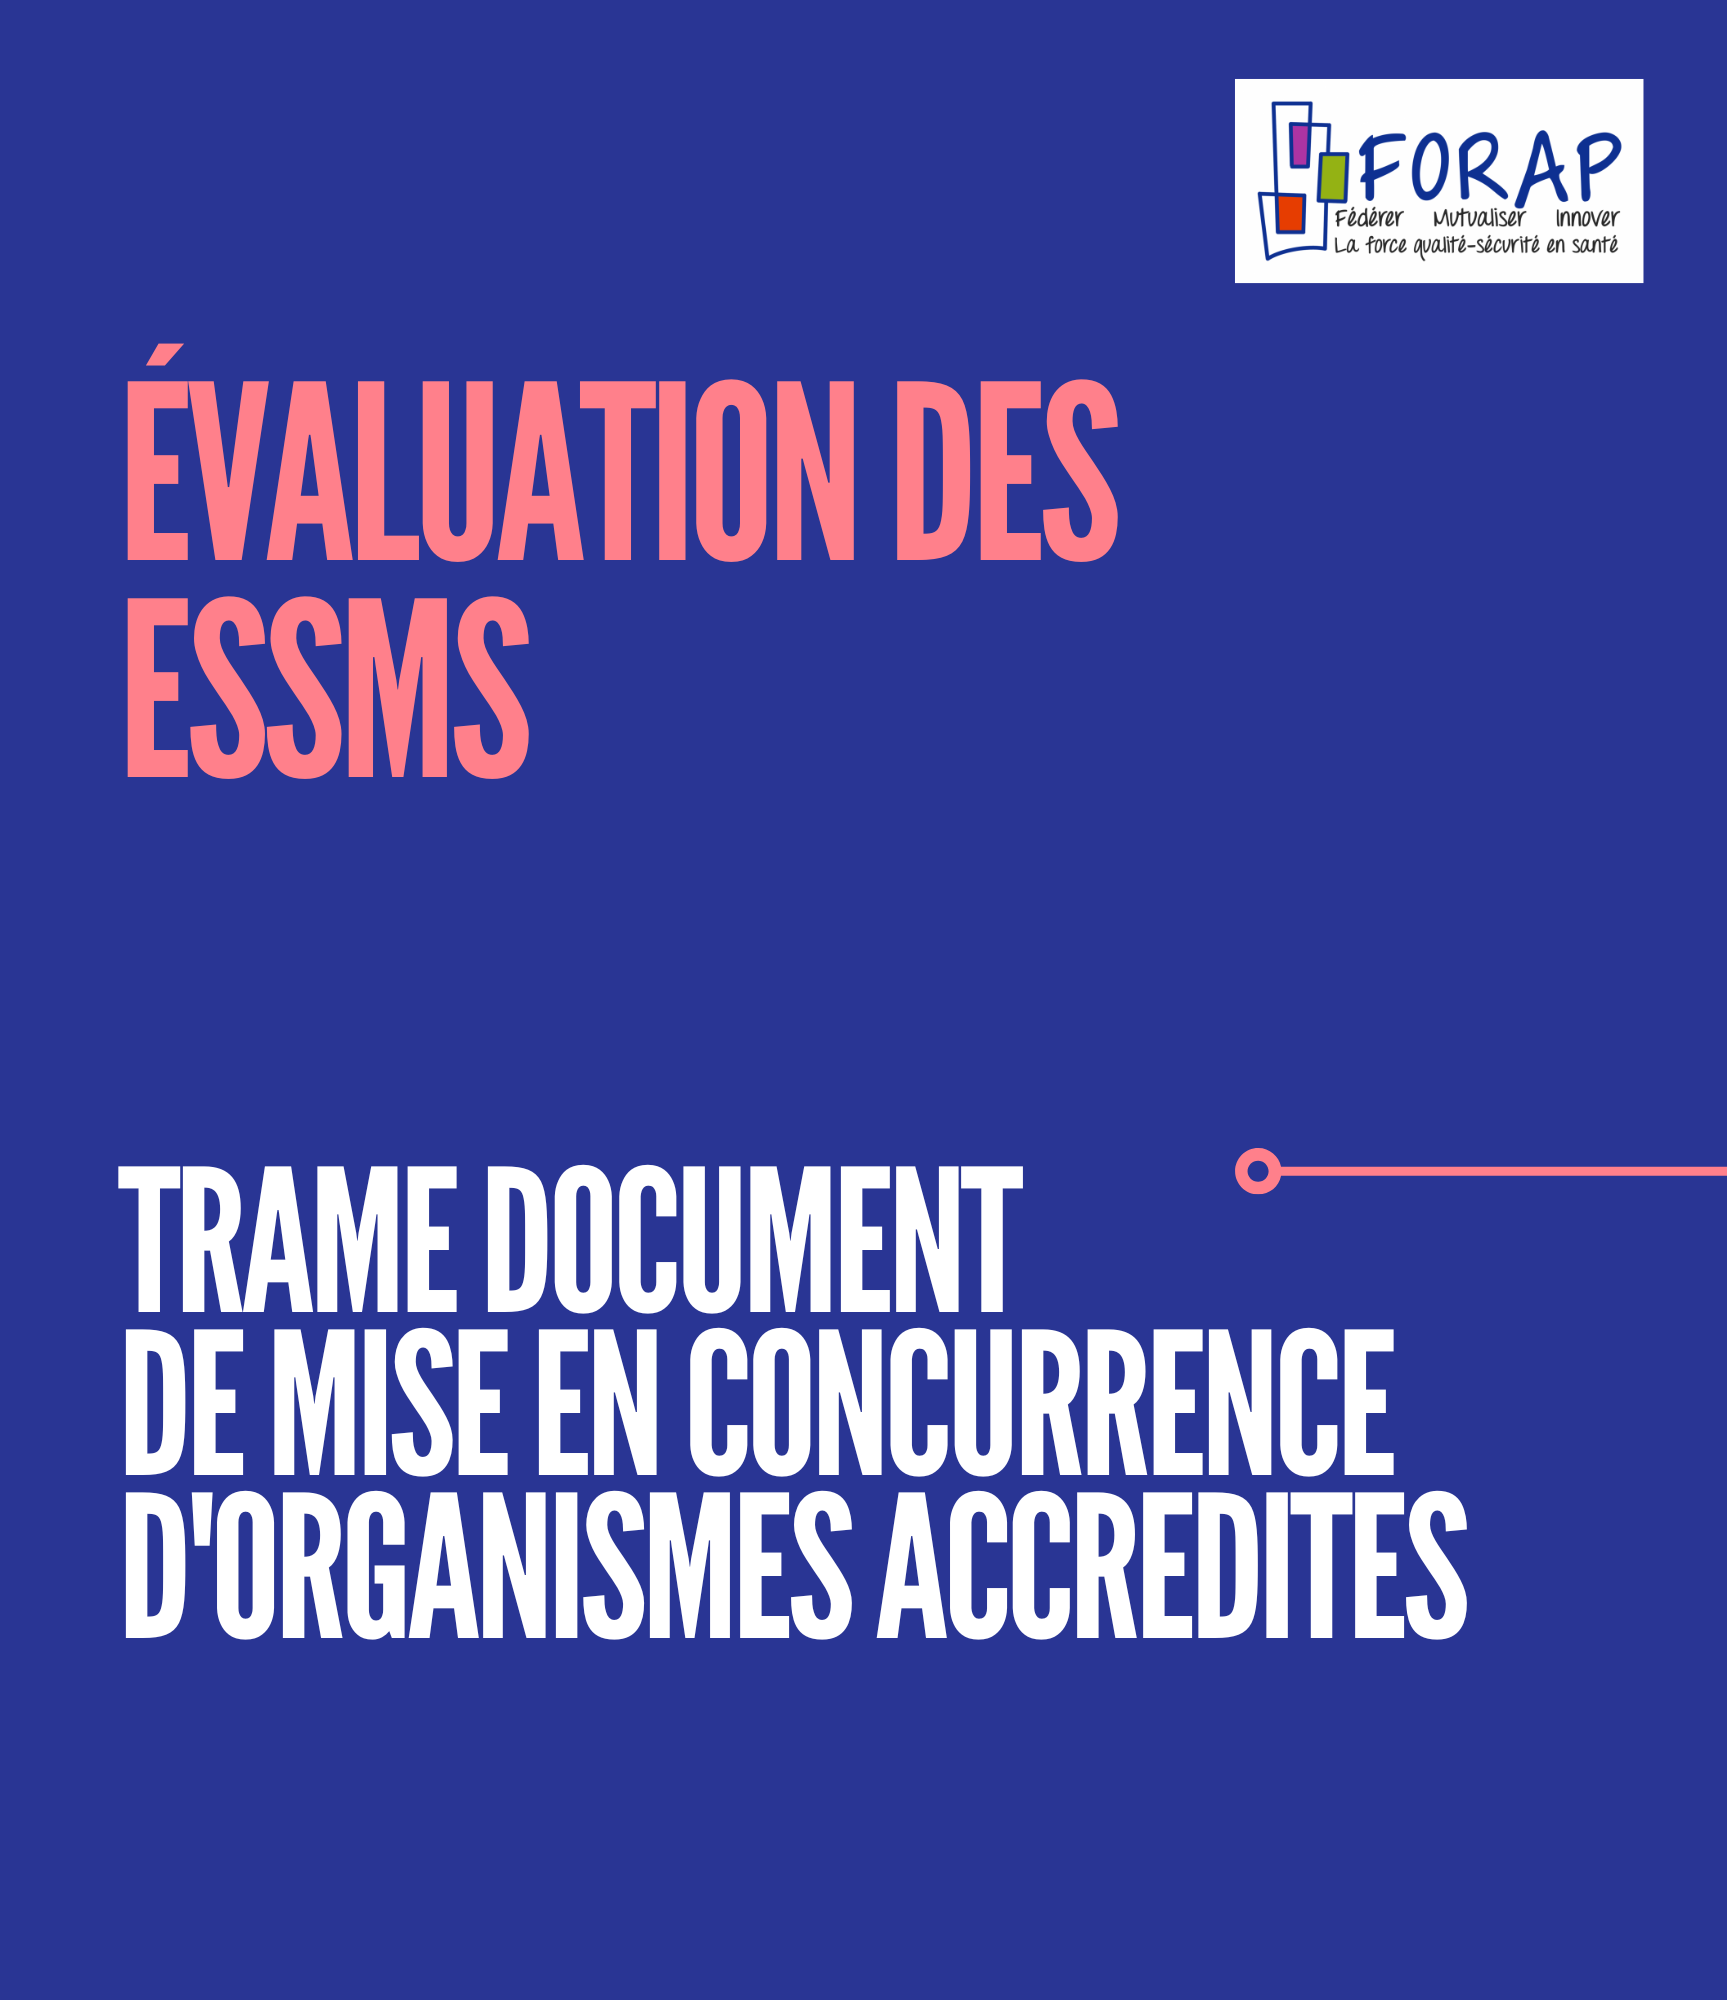 FORAP
Fédérer Mutualiser Innover
La force qualité-sécurité en santé
ÉVALUATION DES
ESSMS
TRAME DOCUMENT
DE MISE EN CONCURRENCE
D'ORGANISMES ACCREDITES